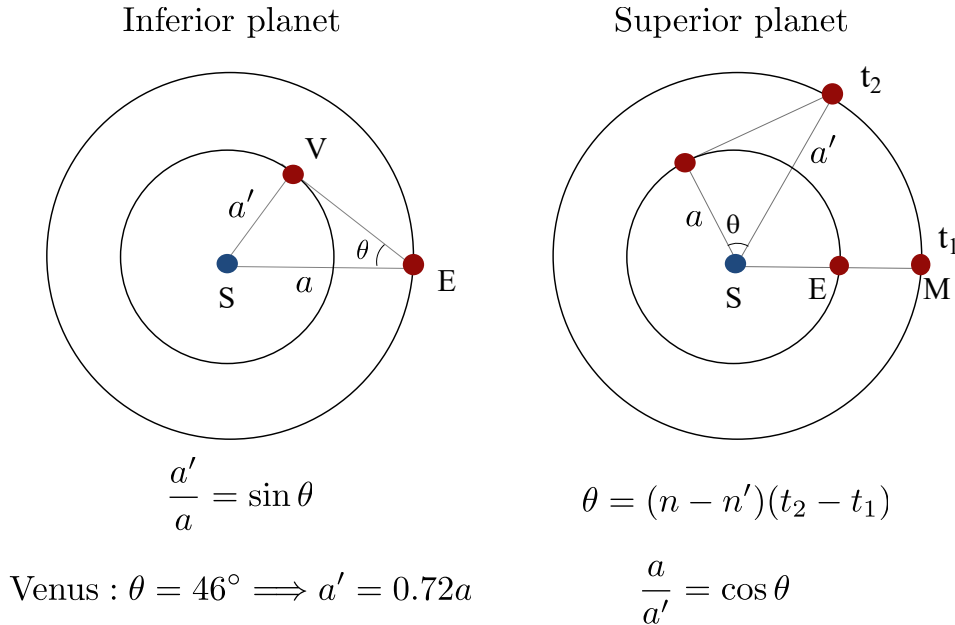 Inferior planet
V
a′
θ
S
a
E
a′/a = sin θ
Venus : θ = 46° ⟹ a′ = 0.72a
Superior planet
t₂
a′
a
θ
t₁
S
E
M
θ = (n − n′)(t₂ − t₁)
a/a′ = cos θ